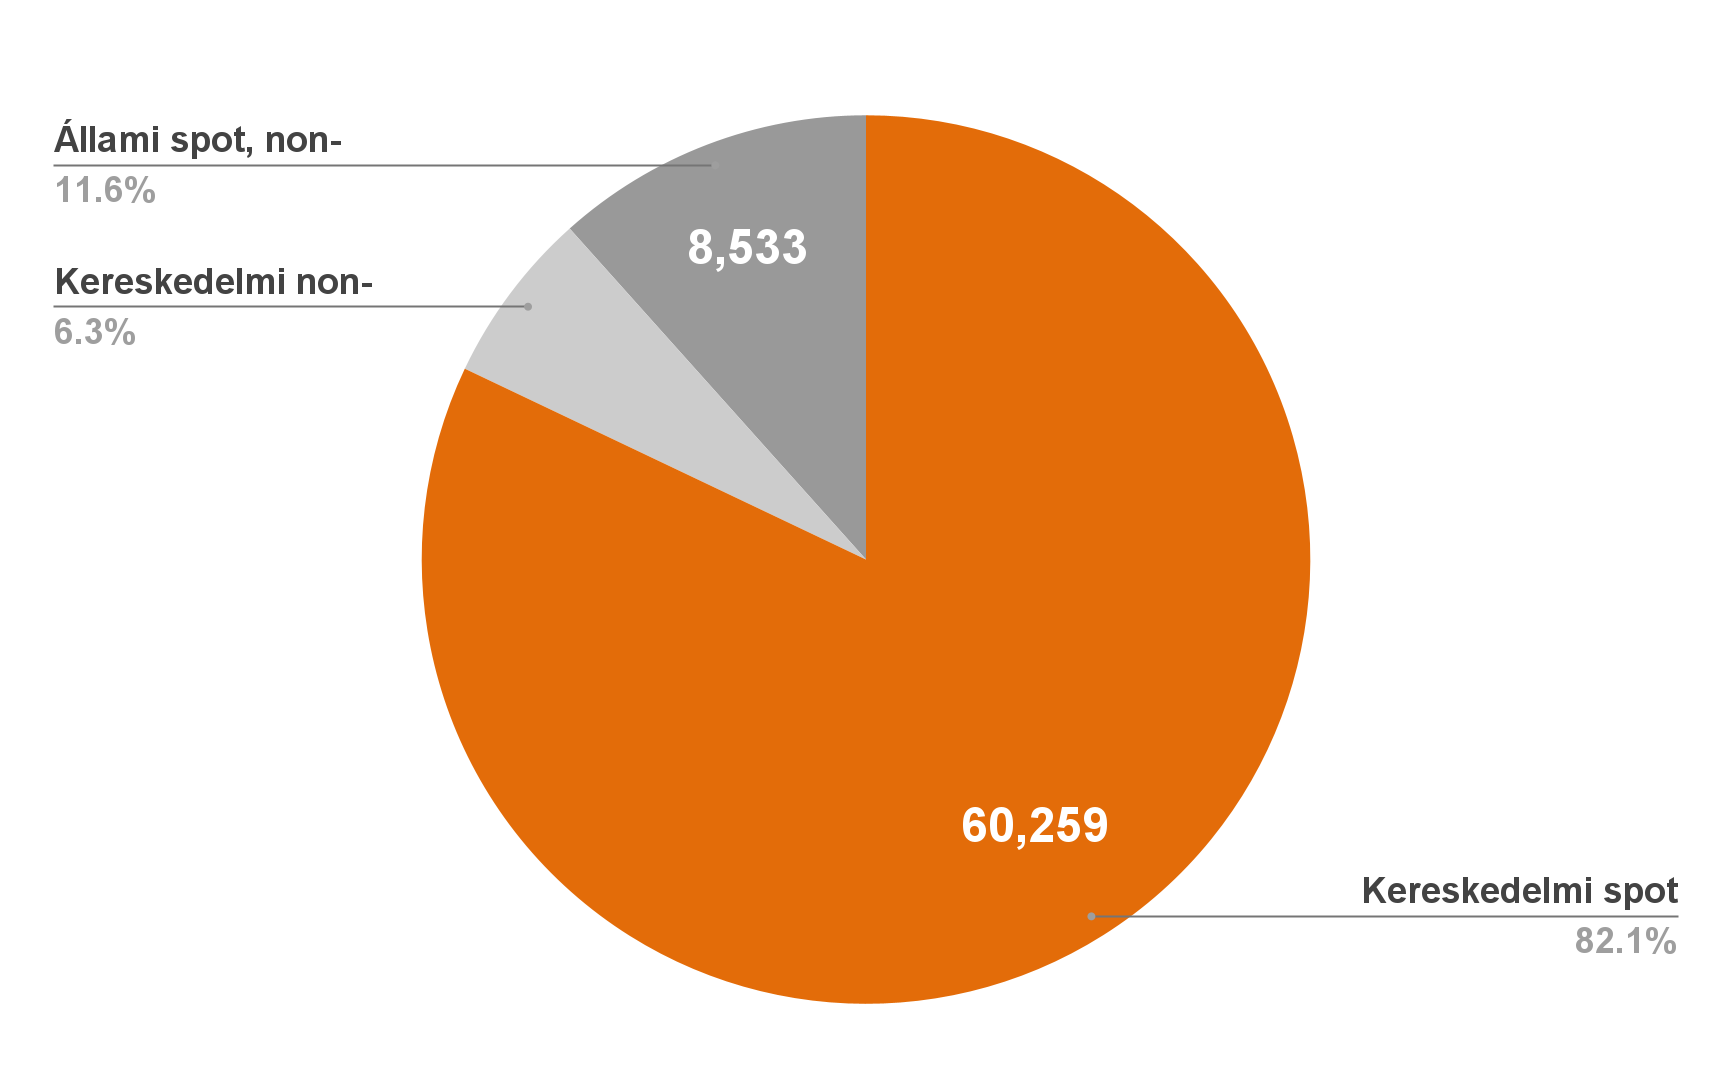 Állami spot, non-
11.6%
8,533
Kereskedelmi non-
6.3%
60,259
Kereskedelmi spot
82.1%